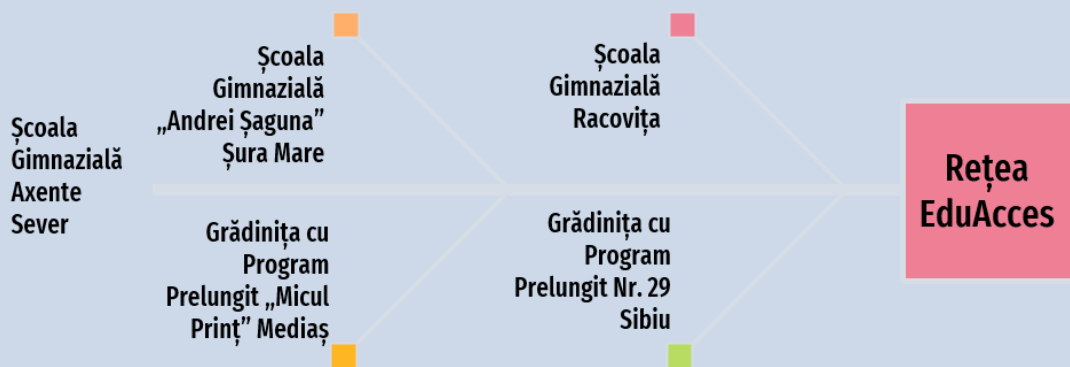 Școala
Gimnazială
Axente
Sever
Școala
Gimnazială
„Andrei Șaguna”
Șura Mare
Grădinița cu
Program
Prelungit „Micul
Prinț” Mediaș
Școala
Gimnazială
Racovița
Grădinița cu
Program
Prelungit Nr. 29
Sibiu
Rețea
EduAcces